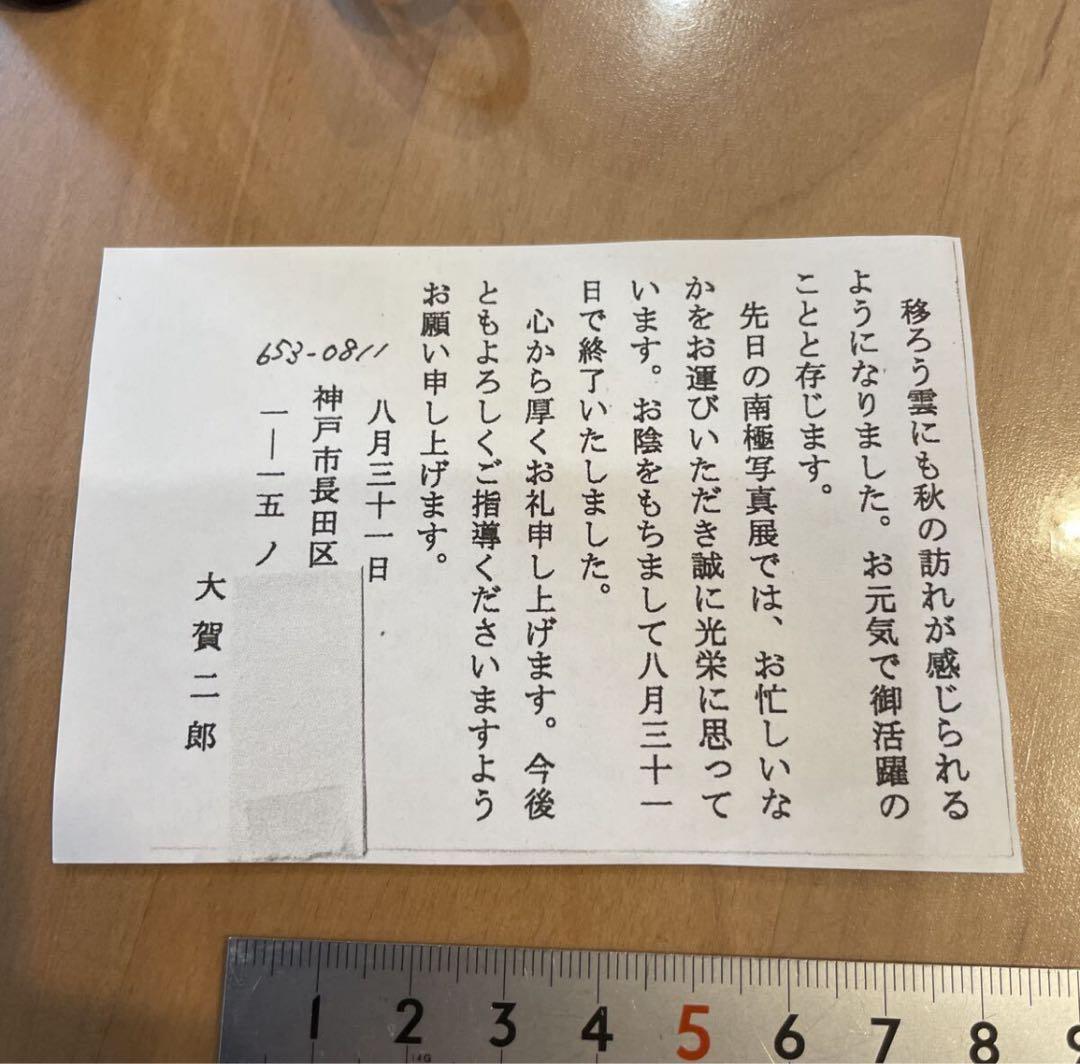 移ろう雲にも秋の訪れが感じられる
ようになりました。お元気で御活躍の
ことと存じます。
先日の南極写真展では、お忙しいな
かをお運びいただき誠に光栄に思って
います。お陰をもちまして八月三十一
日で終了いたしました。
心から厚くお礼申し上げます。今後
ともよろしくご指導くださいますよう
お願い申し上げます。
八月三十一日
653-0811
神戸市長田区
一―一五ノ
大賀二郎
1 2 3 4 5 6 7 8 9
14G